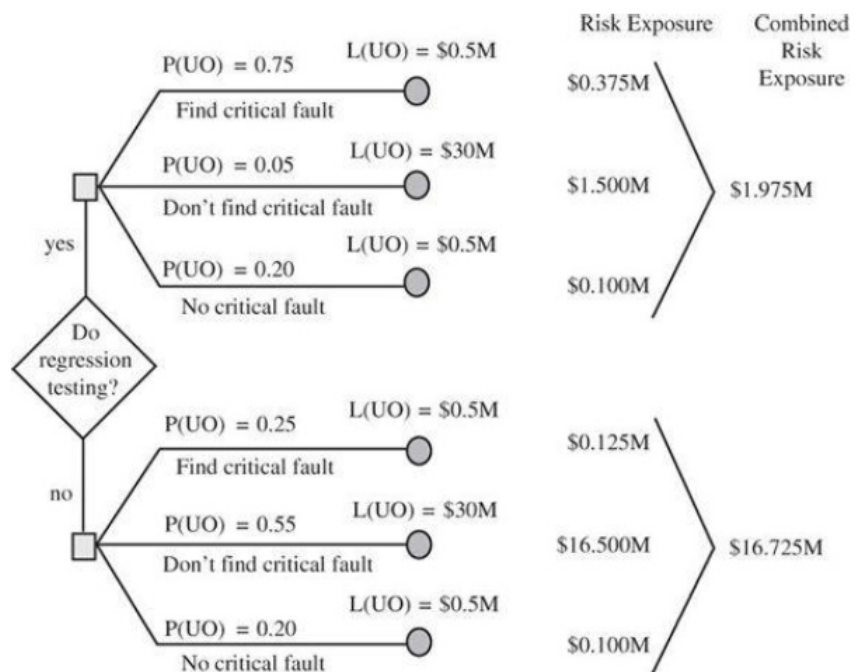 Risk Exposure
Combined
Risk
Exposure
P(UO) = 0.75
L(UO) = $0.5M
$0.375M
Find critical fault
P(UO) = 0.05
L(UO) = $30M
$1.500M
$1.975M
Don't find critical fault
yes
L(UO) = $0.5M
P(UO) = 0.20
$0.100M
No critical fault
Do
regression
testing?
P(UO) = 0.25
L(UO) = $0.5M
$0.125M
Find critical fault
no
P(UO) = 0.55
L(UO) = $30M
$16.500M
$16.725M
Don't find critical fault
L(UO) = $0.5M
P(UO) = 0.20
$0.100M
No critical fault